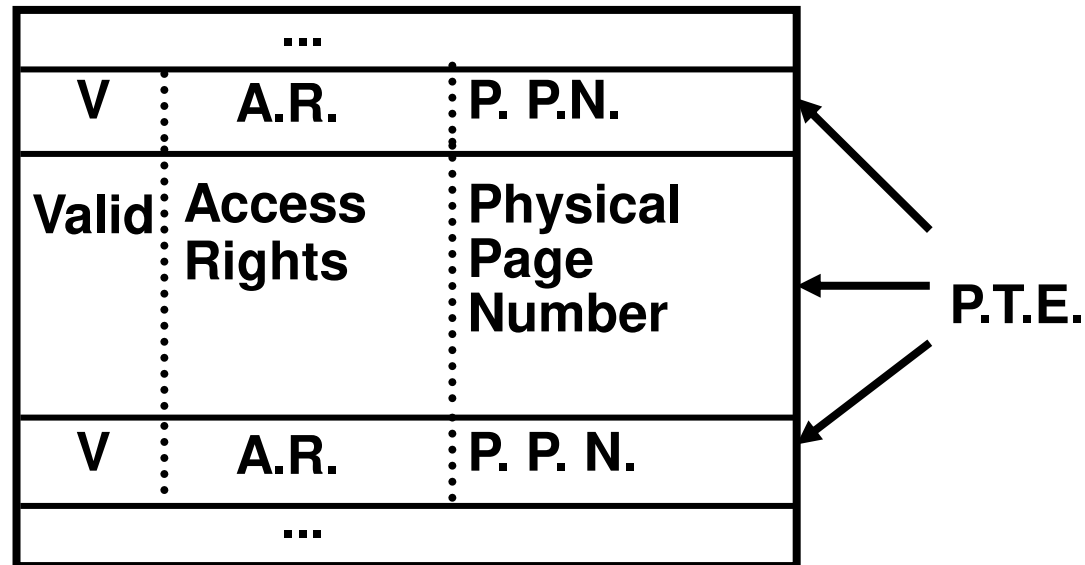 ...
V A.R. P. P.N.
Valid Access Rights Physical Page Number
P.T.E.
V A.R. P. P. N.
...